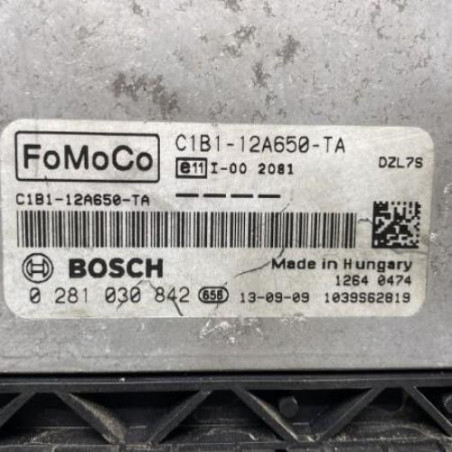 FoMoCo
C1B1-12A650-TA
e11 I-00 2081
DZL7S
C1B1-12A650-TA
BOSCH
Made in Hungary
1264 0474
0 281 030 842 658 13-09-09 1039S62819